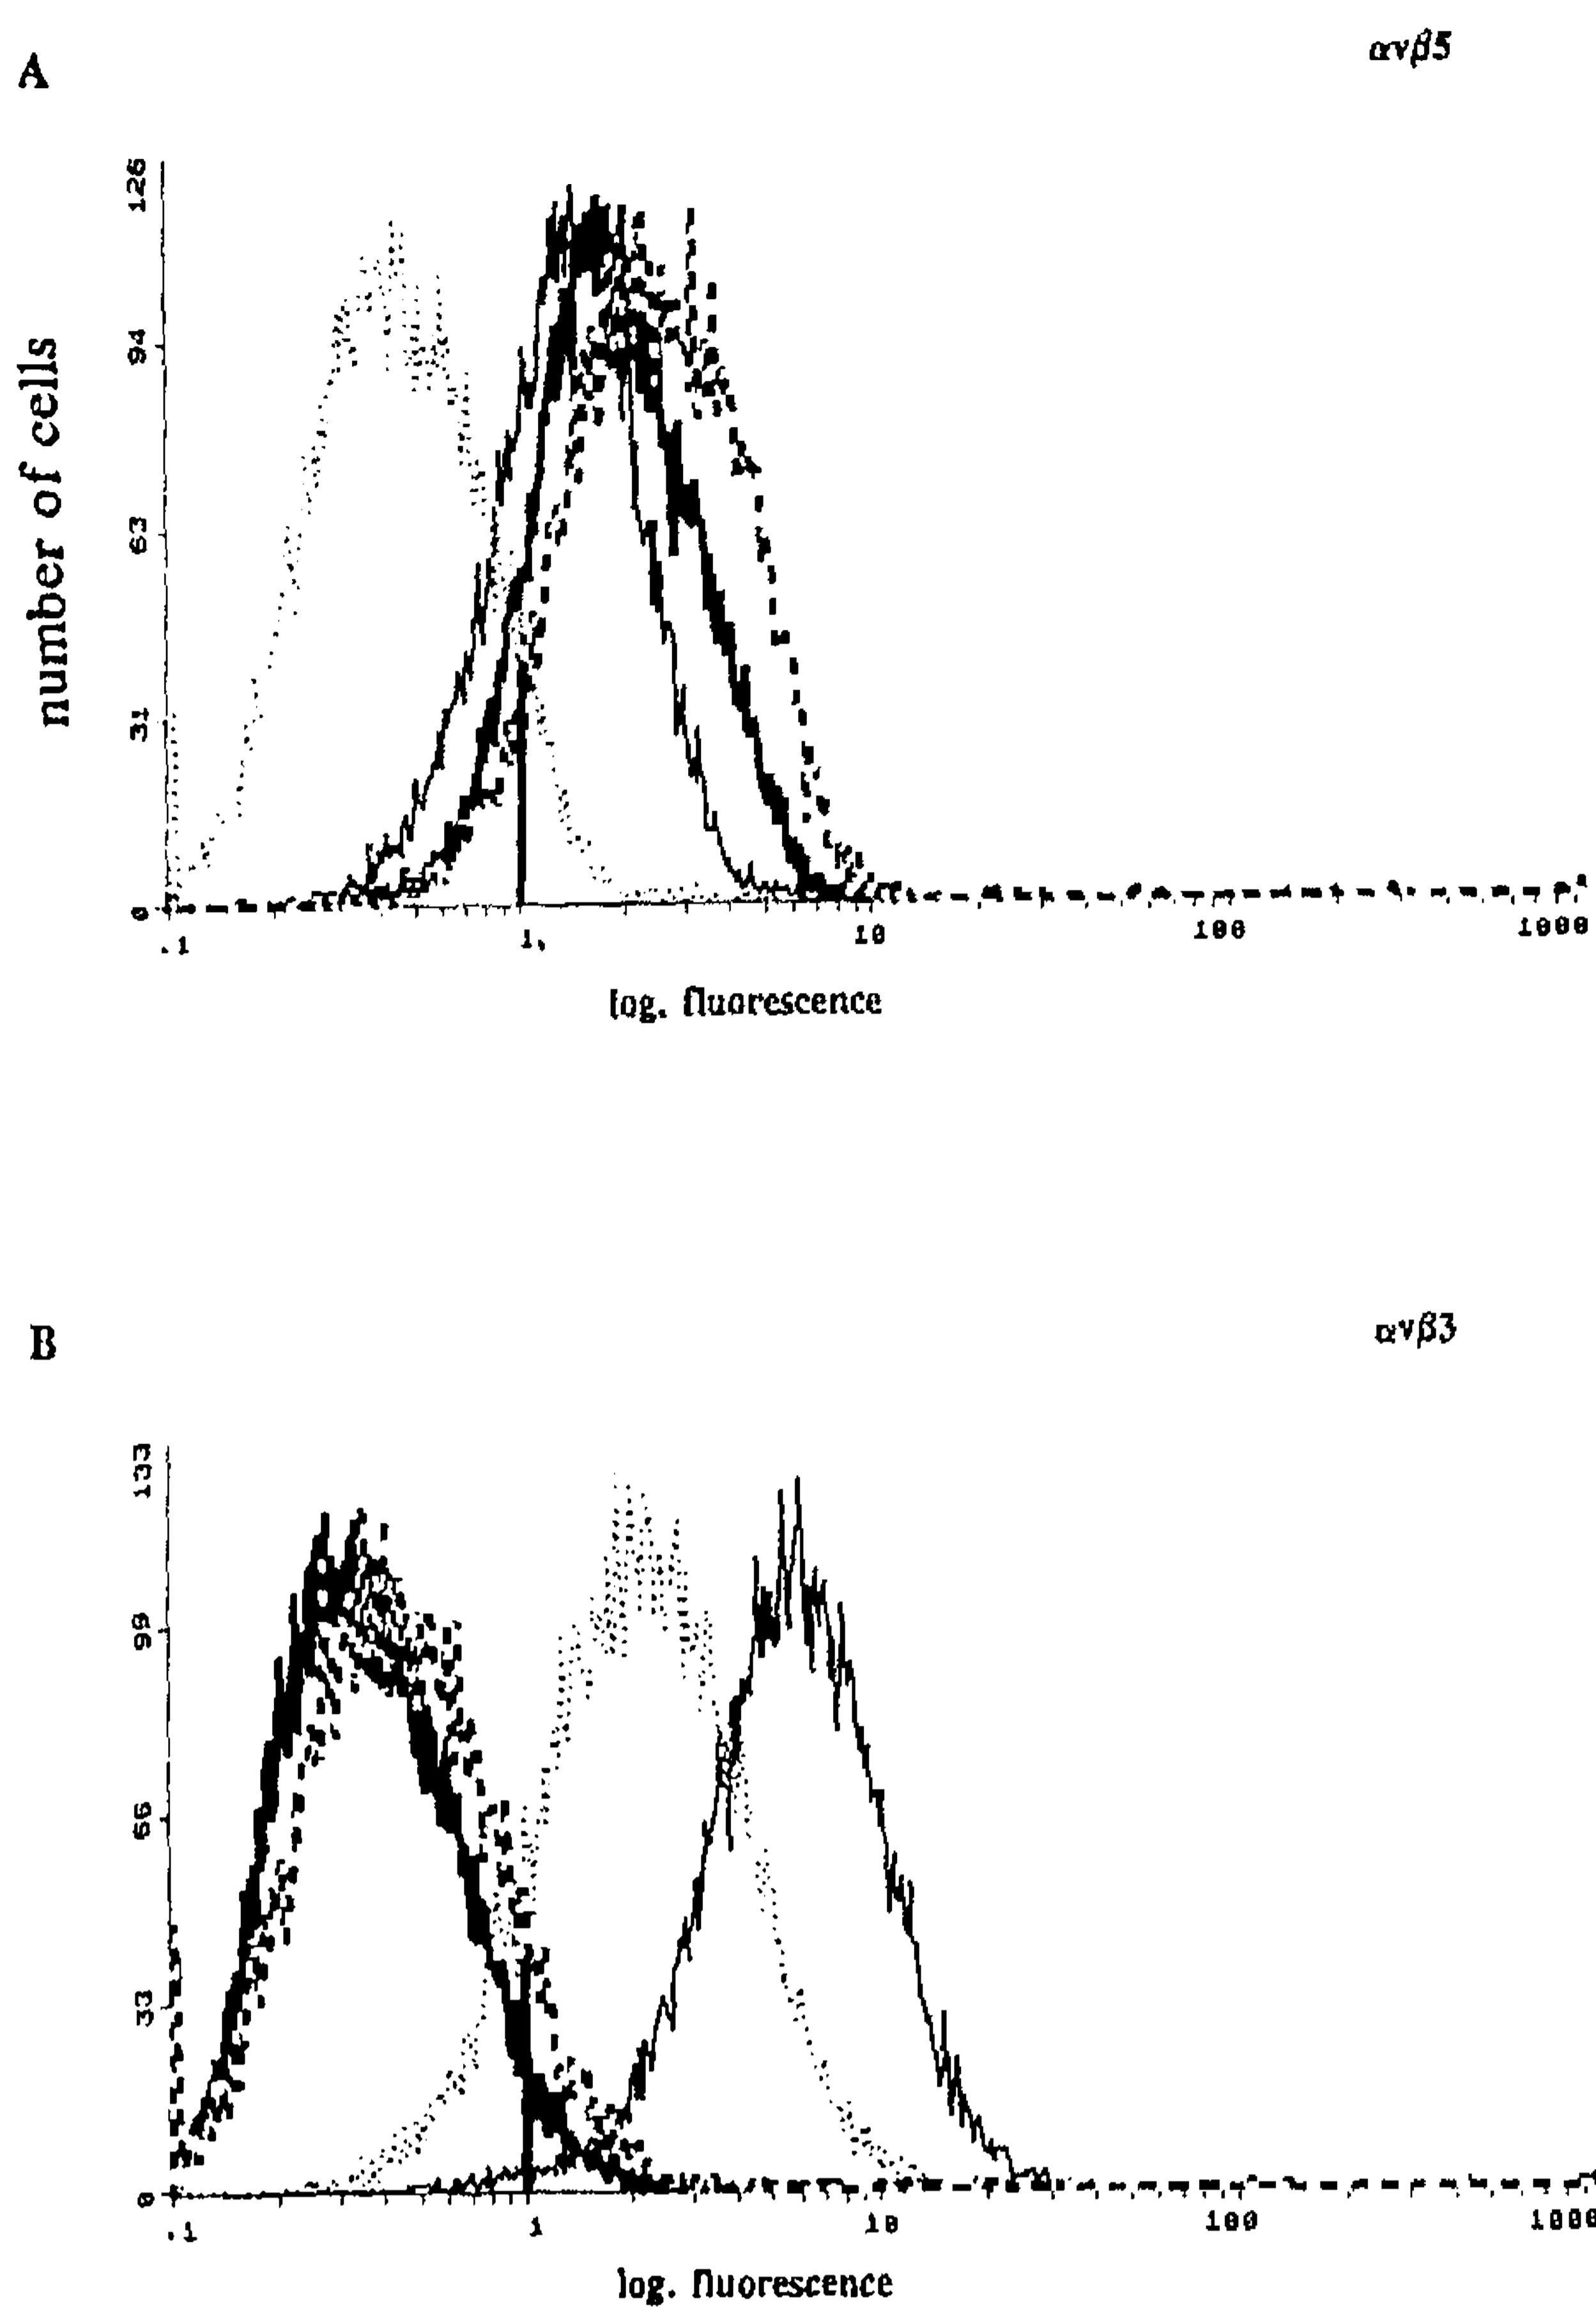 A
αvβ5
number of cells
126
94
63
31
0
.1 1. 10 100 1000
log. fluorescence
B
αvβ3
133
99
66
33
0
.1 1 10 100 1000
log. fluorescence